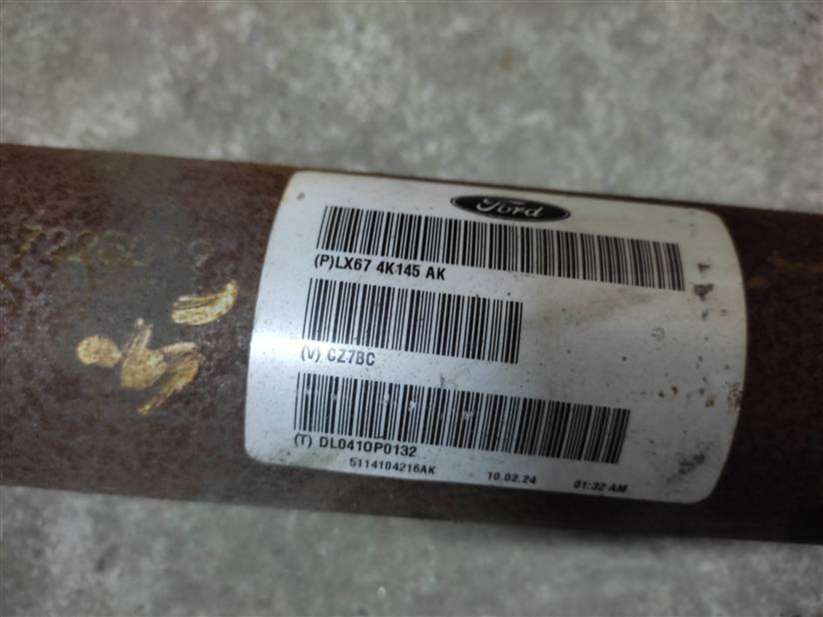 Ford
(P)LX67 4K145 AK
(V) CZ7BC
(T) DL0410P0132
5114104216AK 10.02.24 01:32 AM